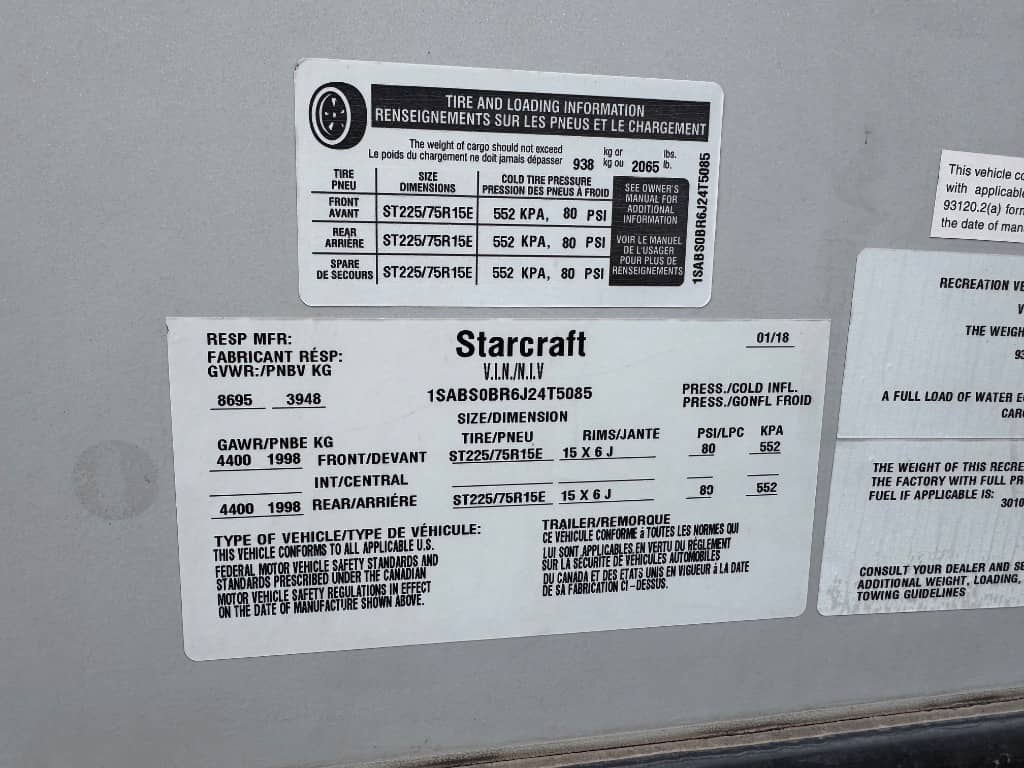 TIRE AND LOADING INFORMATION
RENSEIGNEMENTS SUR LES PNEUS ET LE CHARGEMENT
The weight of cargo should not exceed kg or lbs.
Le poids du chargement ne doit jamais dépasser 938 kg ou 2065 lb.
TIRE PNEU SIZE DIMENSIONS COLD TIRE PRESSURE PRESSION DES PNEUS À FROID
FRONT AVANT ST225/75R15E 552 KPA, 80 PSI
REAR ARRIÈRE ST225/75R15E 552 KPA, 80 PSI
SPARE DE SECOURS ST225/75R15E 552 KPA, 80 PSI
SEE OWNER'S
MANUAL FOR
ADDITIONAL
INFORMATION
VOIR LE MANUEL
DE L'USAGER
POUR PLUS DE
RENSEIGNEMENTS
1SABS0BR6J24T5085
RESP MFR: Starcraft 01/18
FABRICANT RÉSP:
GVWR:/PNBV KG V.I.N./N.I.V
8695 3948 1SABS0BR6J24T5085 PRESS./COLD INFL.
PRESS./GONFL FROID
SIZE/DIMENSION
GAWR/PNBE KG TIRE/PNEU RIMS/JANTE PSI/LPC KPA
4400 1998 FRONT/DEVANT ST225/75R15E 15 X 6 J 80 552
INT/CENTRAL
4400 1998 REAR/ARRIÉRE ST225/75R15E 15 X 6 J 80 552
TYPE OF VEHICLE/TYPE DE VÉHICULE: TRAILER/REMORQUE
THIS VEHICLE CONFORMS TO ALL APPLICABLE U.S.
FEDERAL MOTOR VEHICLE SAFETY STANDARDS AND
STANDARDS PRESCRIBED UNDER THE CANADIAN
MOTOR VEHICLE SAFETY REGULATIONS IN EFFECT
ON THE DATE OF MANUFACTURE SHOWN ABOVE.
CE VÉHICULE CONFORME à TOUTES LES NORMES QUI
LUI SONT APPLICABLES EN VERTU DU RÉGLEMENT
SUR LA SÉCURITÉ DE VÉHICULES AUTOMOBILES
DU CANADA ET DES ETATS UNIS EN VIGUEUR à LA DATE
DE SA FABRICATION CI-DESSUS.
This vehicle
with
93120.2(a)
the date of
RECREATION
THE
A FULL LOAD OF WATER
THE WEIGHT OF THIS
THE FACTORY WITH FULL
FUEL IF APPLICABLE IS:
CONSULT YOUR DEALER AND
ADDITIONAL WEIGHT, LOADING,
TOWING GUIDELINES